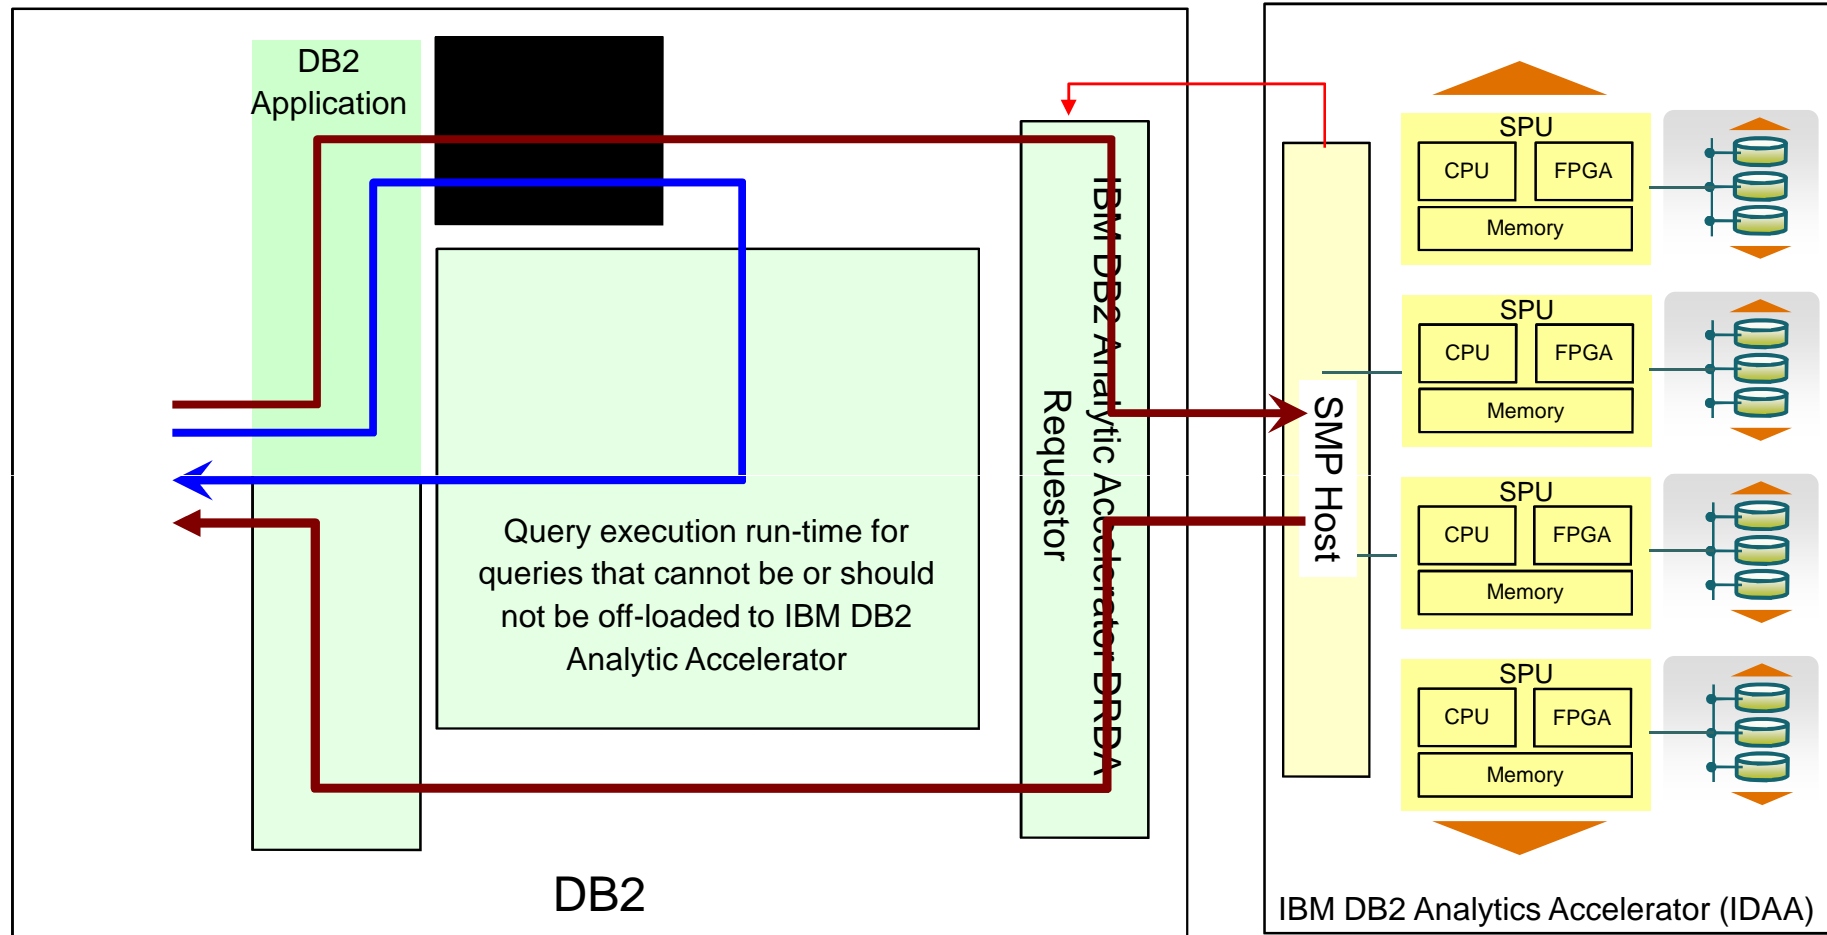 DB2
Application
Query execution run-time for
queries that cannot be or should
not be off-loaded to IBM DB2
Analytic Accelerator
IBM DB2 Analytic Accelerator DRDA
Requestor
DB2
SMP Host
SPU
CPU
FPGA
Memory
SPU
CPU
FPGA
Memory
SPU
CPU
FPGA
Memory
SPU
CPU
FPGA
Memory
IBM DB2 Analytics Accelerator (IDAA)